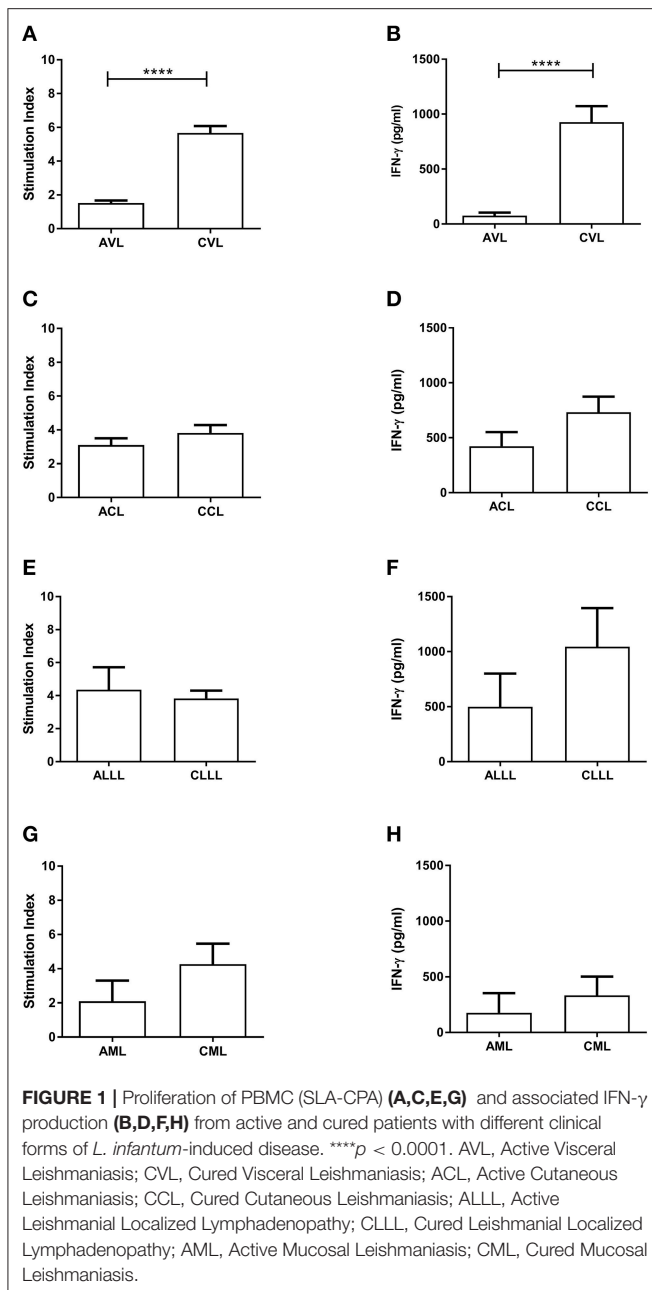 A
B
Stimulation Index
10
8
6
4
2
0
****
AVL
CVL
IFN-γ (pg/ml)
1500
1000
500
0
****
AVL
CVL
C
D
Stimulation Index
10
8
6
4
2
0
ACL
CCL
IFN-γ (pg/ml)
1500
1000
500
0
ACL
CCL
E
F
Stimulation Index
10
8
6
4
2
0
ALLL
CLLL
IFN-γ (pg/ml)
1500
1000
500
0
ALLL
CLLL
G
H
Stimulation Index
10
8
6
4
2
0
AML
CML
IFN-γ (pg/ml)
1500
1000
500
0
AML
CML
FIGURE 1 | Proliferation of PBMC (SLA-CPA) (A,C,E,G) and associated IFN-γ
production (B,D,F,H) from active and cured patients with different clinical
forms of L. infantum-induced disease. ****p < 0.0001. AVL, Active Visceral
Leishmaniasis; CVL, Cured Visceral Leishmaniasis; ACL, Active Cutaneous
Leishmaniasis; CCL, Cured Cutaneous Leishmaniasis; ALLL, Active
Leishmanial Localized Lymphadenopathy; CLLL, Cured Leishmanial Localized
Lymphadenopathy; AML, Active Mucosal Leishmaniasis; CML, Cured Mucosal
Leishmaniasis.